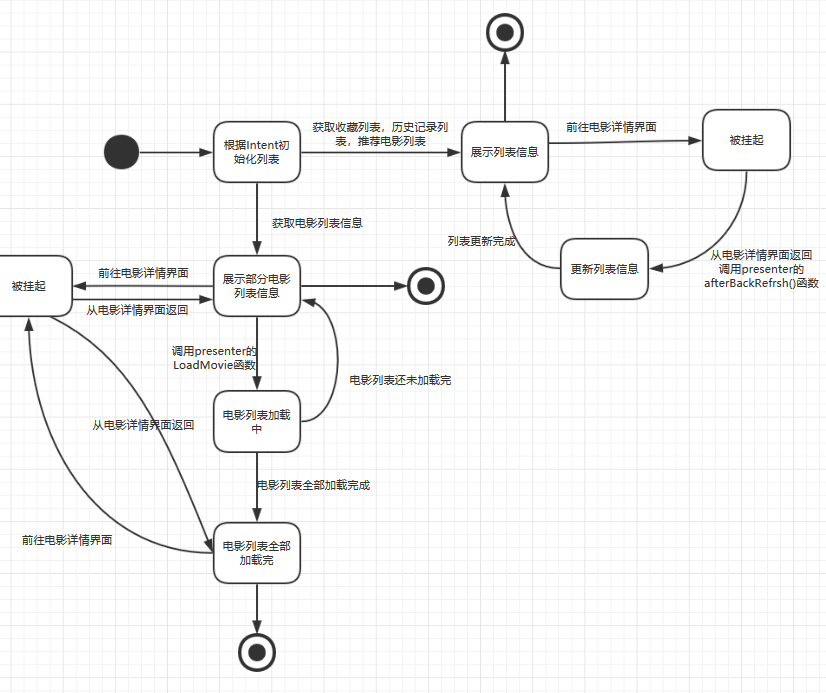 根据Intent初
始化列表
获取收藏列表，历史记录列
表，推荐电影列表
展示列表信息
前往电影详情界面
被挂起
获取电影列表信息
列表更新完成
更新列表信息
从电影详情界面返回
调用presenter的
afterBackRefrsh()函数
被挂起
前往电影详情界面
从电影详情界面返回
展示部分电影
列表信息
调用presenter的
LoadMovie函数
电影列表还未加载完
电影列表加载
中
从电影详情界面返回
电影列表全部加载完成
前往电影详情界面
电影列表全部
加载完